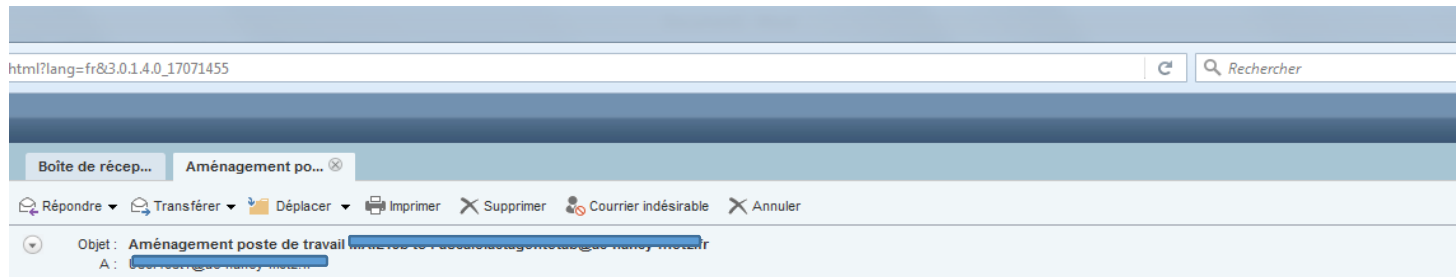 html?lang=fr&3.0.1.4.0_17071455 Rechercher
Boîte de récep... Aménagement po...
Répondre Transférer Déplacer Imprimer Supprimer Courrier indésirable Annuler
Objet : Aménagement poste de travail
A :